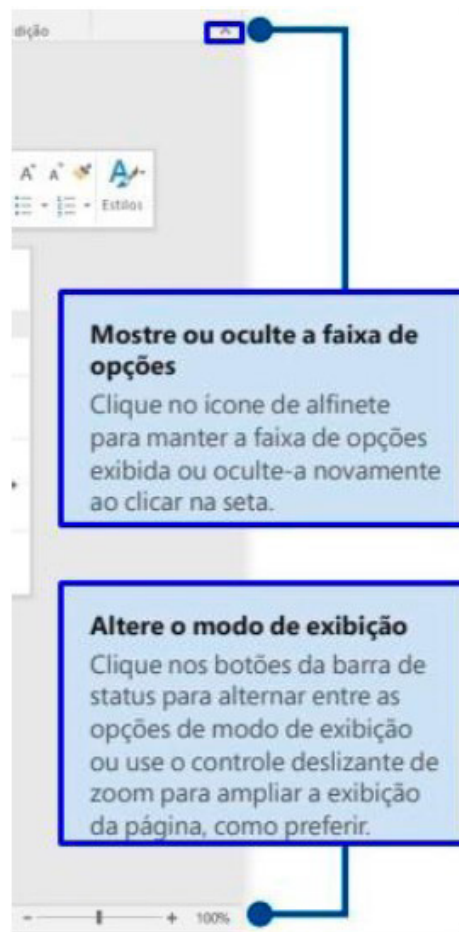 dição
A˄ A˅
Estilos
Mostre ou oculte a faixa de
opções
Clique no ícone de alfinete
para manter a faixa de opções
exibida ou oculte-a novamente
ao clicar na seta.
Altere o modo de exibição
Clique nos botões da barra de
status para alternar entre as
opções de modo de exibição
ou use o controle deslizante de
zoom para ampliar a exibição
da página, como preferir.
- + 100%